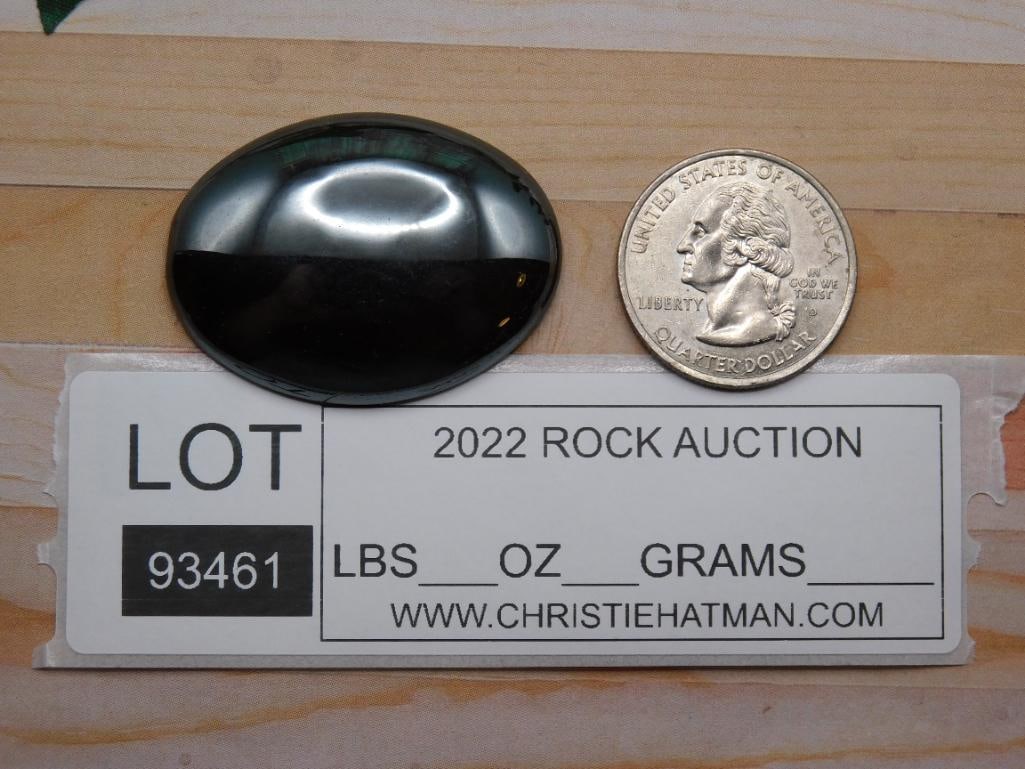 UNITED STATES OF AMERICA
LIBERTY
IN
GOD WE
TRUST
P
QUARTER DOLLAR
LOT
93461
2022 ROCK AUCTION
LBS___OZ___GRAMS_____
WWW.CHRISTIEHATMAN.COM